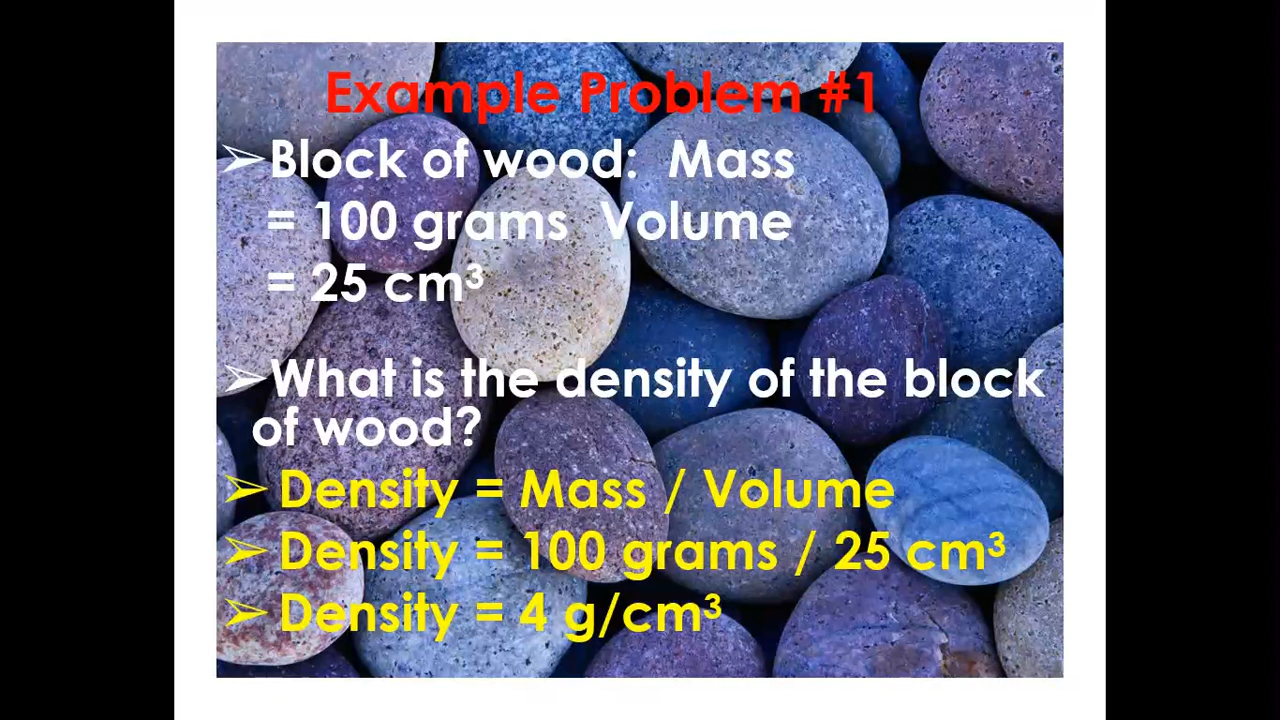 Example Problem #1
➢Block of wood:  Mass
= 100 grams  Volume
= 25 cm³
➢What is the density of the block
of wood?
➢ Density = Mass / Volume
➢ Density = 100 grams / 25 cm³
➢ Density = 4 g/cm³